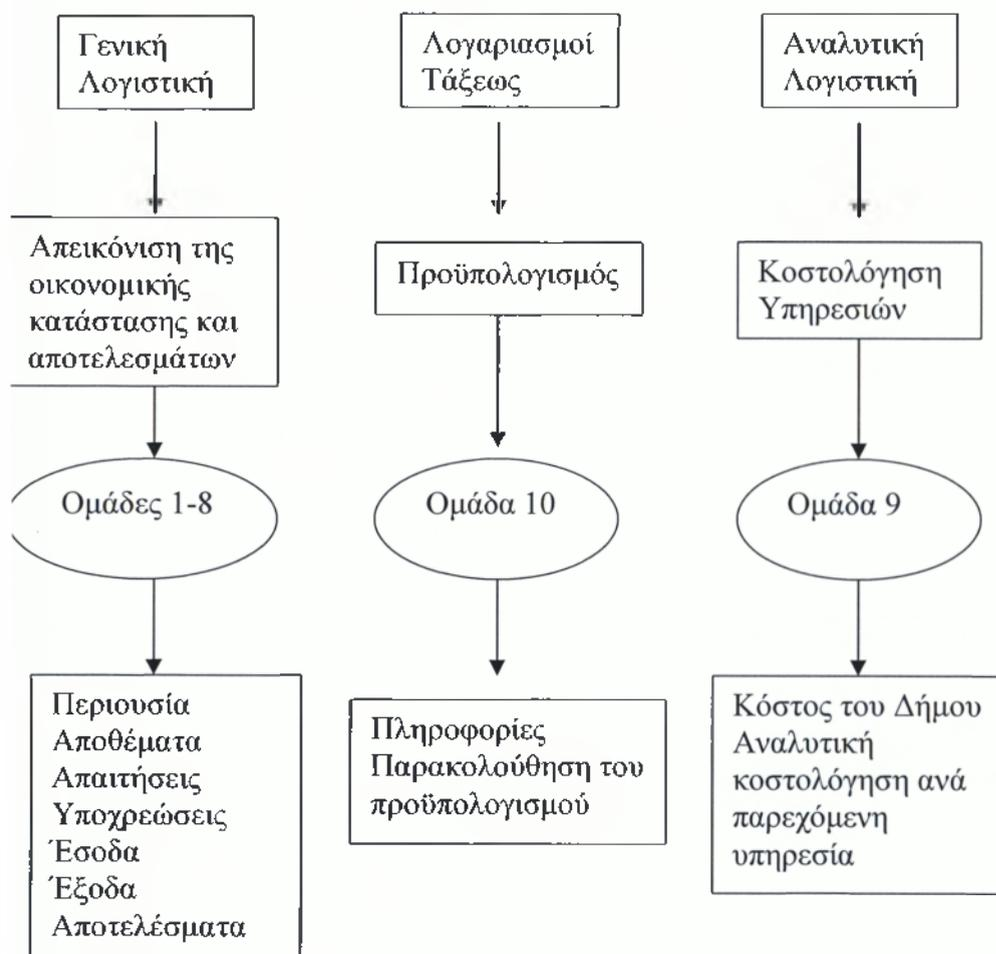 Γενική
Λογιστική
Λογαριασμοί
Τάξεως
Αναλυτική
Λογιστική
Απεικόνιση της
οικονομικής
κατάστασης και
αποτελεσμάτων
Προϋπολογισμός
Κοστολόγηση
Υπηρεσιών
Ομάδες 1-8
Ομάδα 10
Ομάδα 9
Περιουσία
Αποθέματα
Απαιτήσεις
Υποχρεώσεις
Έσοδα
Έξοδα
Αποτελέσματα
Πληροφορίες
Παρακολούθηση του
προϋπολογισμού
Κόστος του Δήμου
Αναλυτική
κοστολόγηση ανά
παρεχόμενη
υπηρεσία